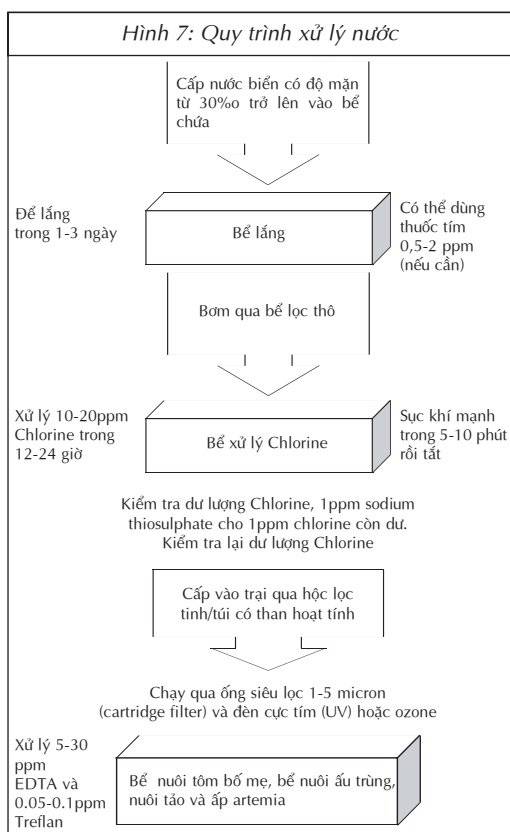 Hình 7: Quy trình xử lý nước
Cấp nước biển có độ mặn
từ 30%o trở lên vào bể
chứa
Để lắng
trong 1-3 ngày
Bể lắng
Có thể dùng
thuốc tím
0,5-2 ppm
(nếu cần)
Bơm qua bể lọc thô
Xử lý 10-20ppm
Chlorine trong
12-24 giờ
Bể xử lý Chlorine
Sục khí mạnh
trong 5-10 phút
rồi tắt
Kiểm tra dư lượng Chlorine, 1ppm sodium
thiosulphate cho 1ppm chlorine còn dư.
Kiểm tra lại dư lượng Chlorine
Cấp vào trại qua hộc lọc
tinh/túi có than hoạt tính
Chạy qua ống siêu lọc 1-5 micron
(cartridge filter) và đèn cực tím (UV) hoặc ozone
Xử lý 5-30
ppm
EDTA và
0.05-0.1ppm
Treflan
Bể nuôi tôm bố mẹ, bể nuôi ấu trùng,
nuôi tảo và ấp artemia